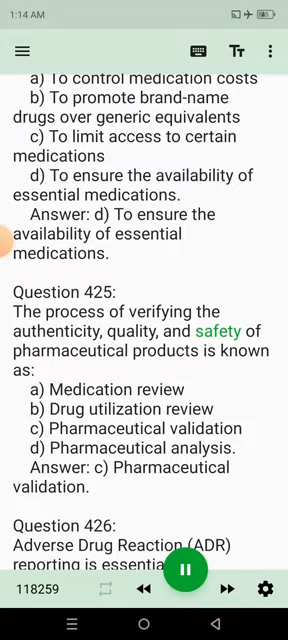 1:14 AM
a) To control medication costs
b) To promote brand-name
drugs over generic equivalents
c) To limit access to certain
medications
d) To ensure the availability of
essential medications.
Answer: d) To ensure the
availability of essential
medications.
Question 425:
The process of verifying the
authenticity, quality, and safety of
pharmaceutical products is known
as:
a) Medication review
b) Drug utilization review
c) Pharmaceutical validation
d) Pharmaceutical analysis.
Answer: c) Pharmaceutical
validation.
Question 426:
Adverse Drug Reaction (ADR)
reporting is
118259